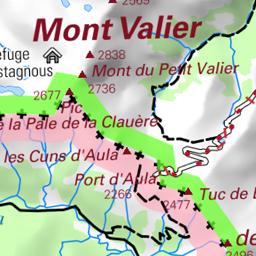 2569
Mont Valier
2838
efuge
stagnous
Mont du Petit Valier
2677
2736
Pic
e la Pale de la Clauère
les Cuns d'Aula
Port d'Aula
2266
Tuc de
2477
de
2496